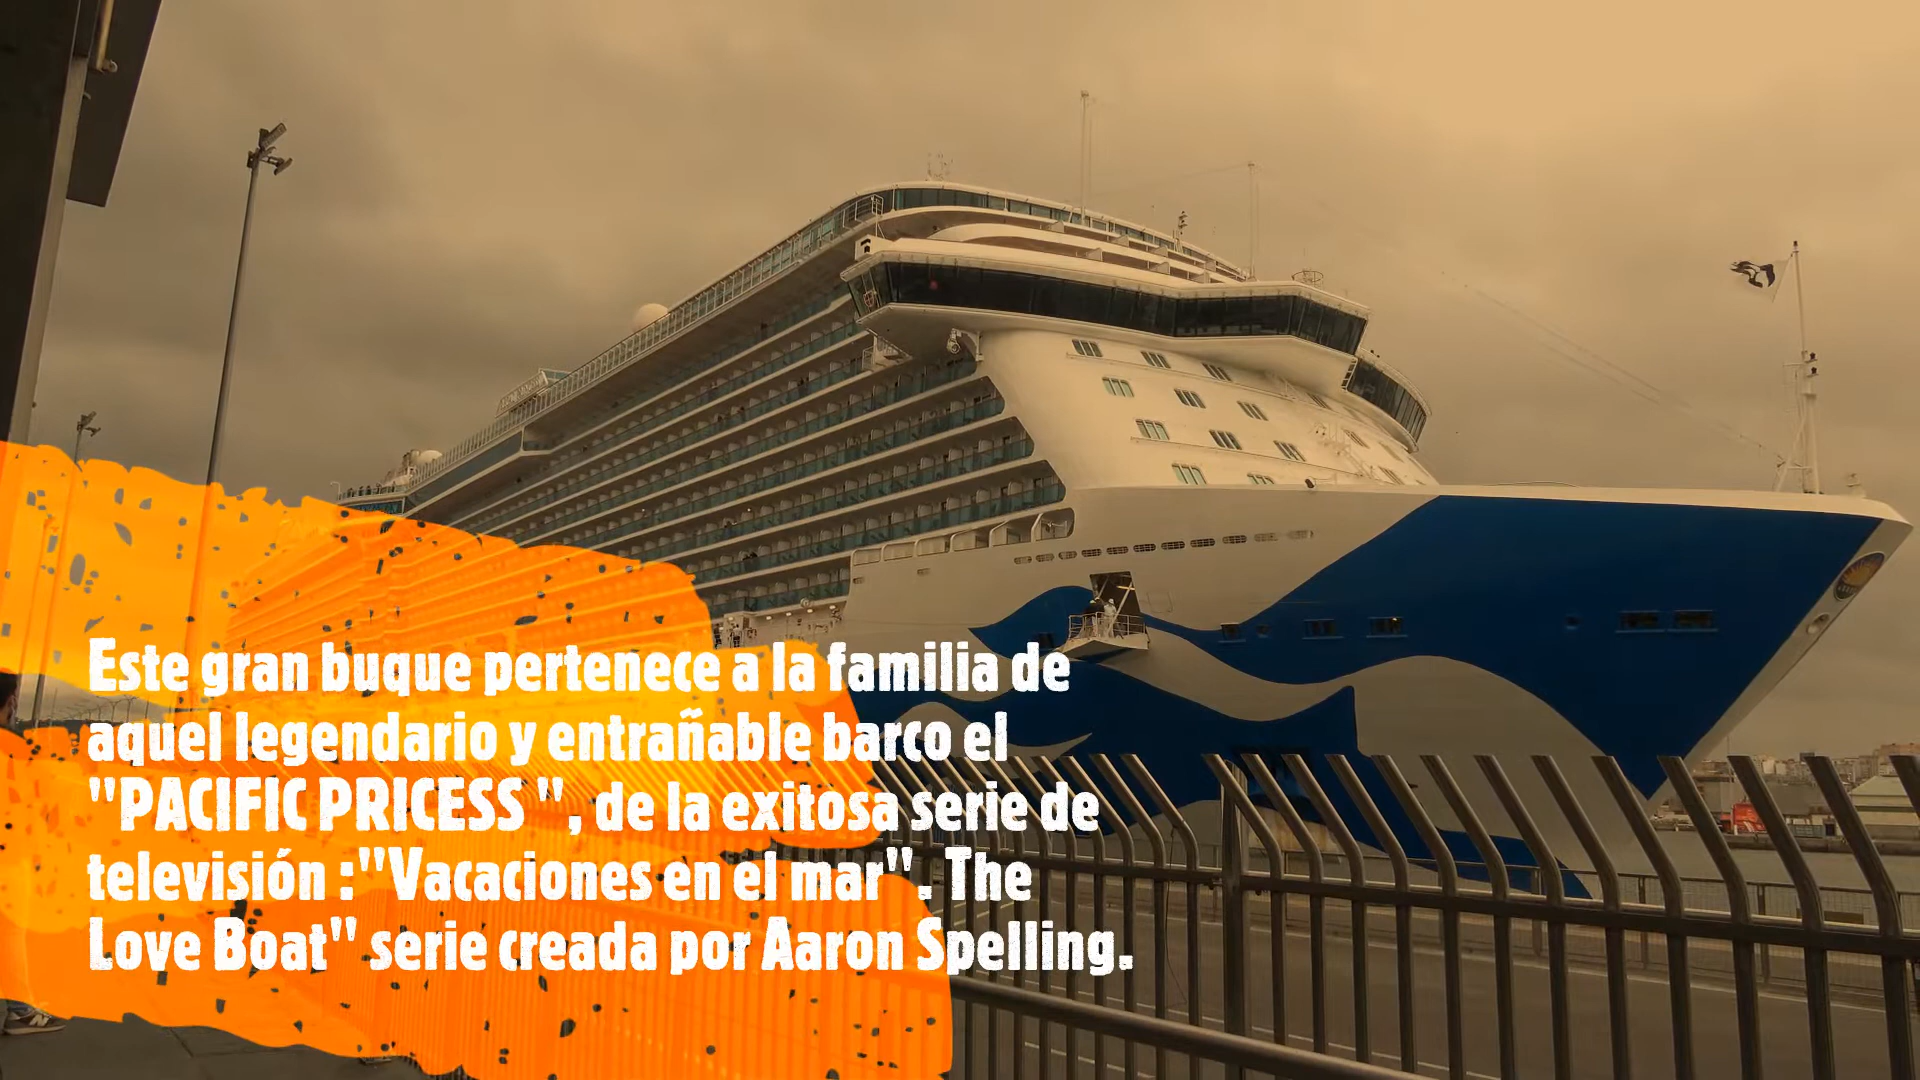 Este gran buque pertenece a la familia de
aquel legendario y entrañable barco el
"PACIFIC PRICESS ", de la exitosa serie de
televisión :"Vacaciones en el mar". The
Love Boat" serie creada por Aaron Spelling.